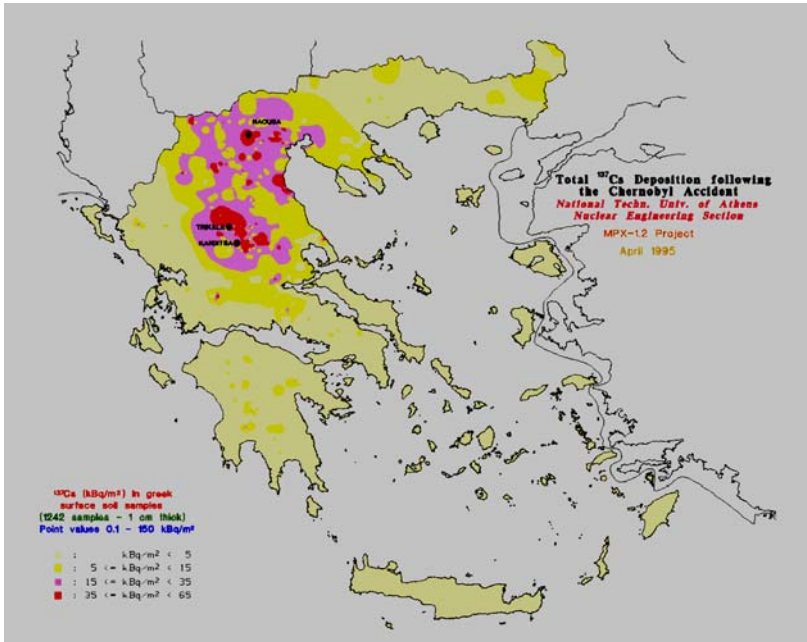 NAOUSA
Total ¹³⁷Cs Deposition following
the Chernobyl Accident
National Techn. Univ. of Athens
Nuclear Engineering Section
MPX-1.2 Project
April 1995
TRIKALA
KARDITSA
¹³⁷Cs (kBq/m²) in greek
surface soil samples
(1242 samples - 1 cm thick)
Point values 0.1 - 150 kBq/m²
: kBq/m² < 5
: 5 <= kBq/m² < 15
: 15 <= kBq/m² < 35
: 35 <= kBq/m² < 65